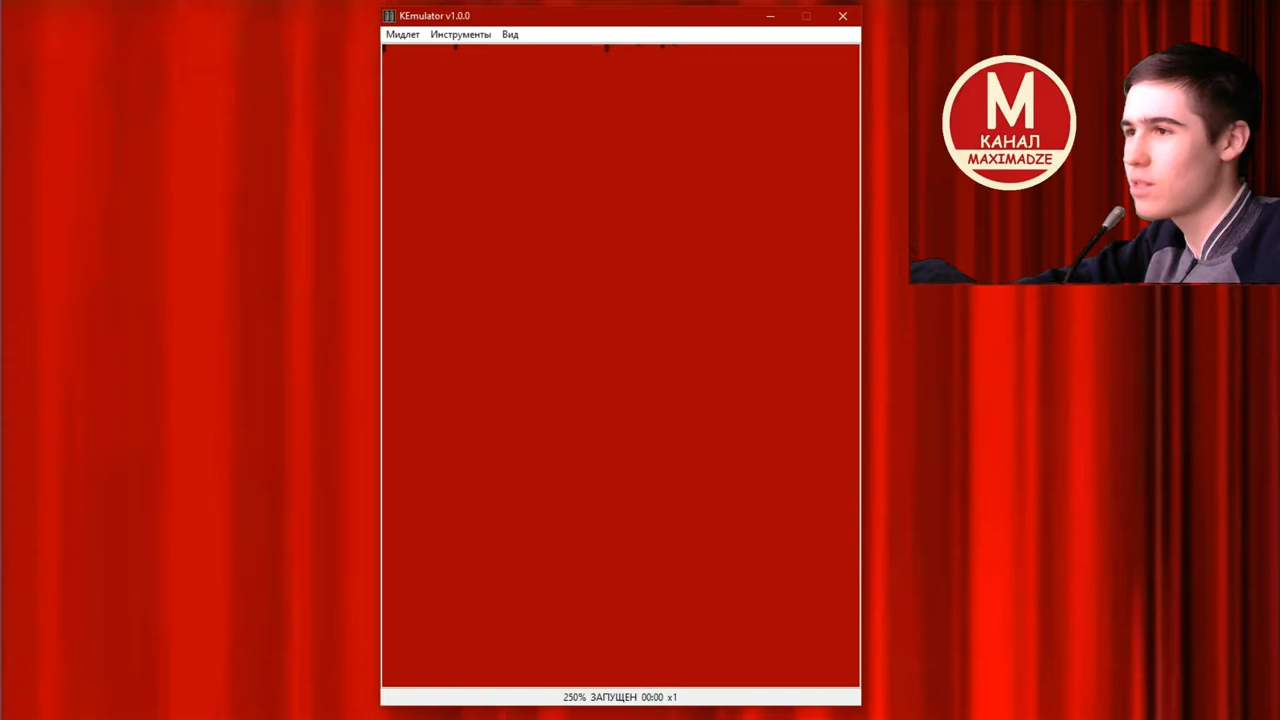 KEmulator v1.0.0
Мидлет Инструменты Вид
М
КАНАЛ
MAXIMADZE
250% ЗАПУЩЕН 00:00 x1